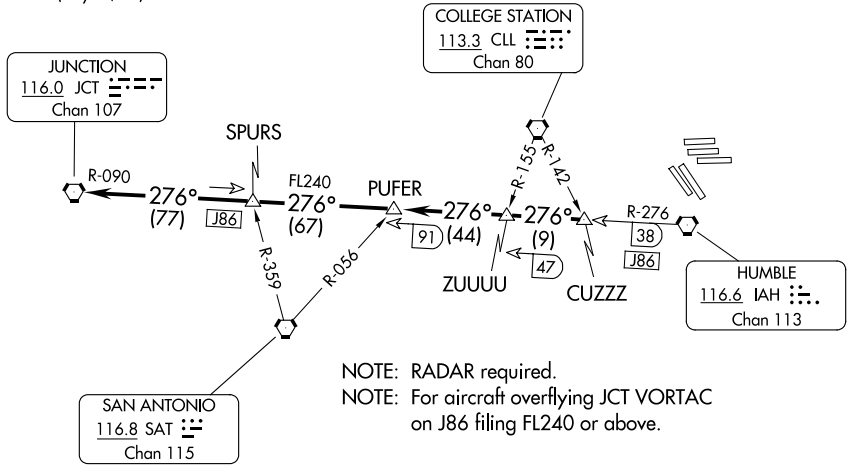 COLLEGE STATION
113.3 CLL
Chan 80
JUNCTION
116.0 JCT
Chan 107
SPURS
R-090
276°
(77)
J86
FL240
276°
(67)
PUFER
91
276°
(44)
R-155
R-142
276°
(9)
47
ZUUUU
CUZZZ
R-276
38
J86
HUMBLE
116.6 IAH
Chan 113
R-359
R-056
SAN ANTONIO
116.8 SAT
Chan 115
NOTE: RADAR required.
NOTE: For aircraft overflying JCT VORTAC
on J86 filing FL240 or above.